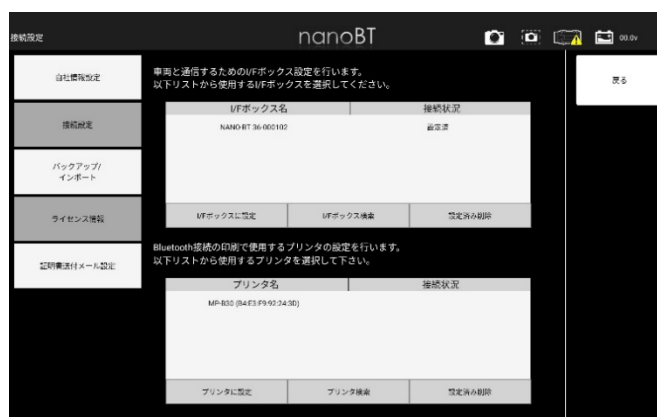 接続設定
nanoBT
00.0v
自社情報設定
接続設定
バックアップ/
インポート
ライセンス情報
証明書送付メール設定
車両と通信するためのI/Fボックス設定を行います。
以下リストから使用するI/Fボックスを選択してください。
I/Fボックス名 接続状況
NANO-BT 36-000102 設定済
I/Fボックスに設定 I/Fボックス検索 設定済み削除
Bluetooth接続の印刷で使用するプリンタの設定を行います。
以下リストから使用するプリンタを選択して下さい。
プリンタ名 接続状況
MP-B30 (B4:E3:F9:92:24:3D)
プリンタに設定 プリンタ検索 設定済み削除
戻る